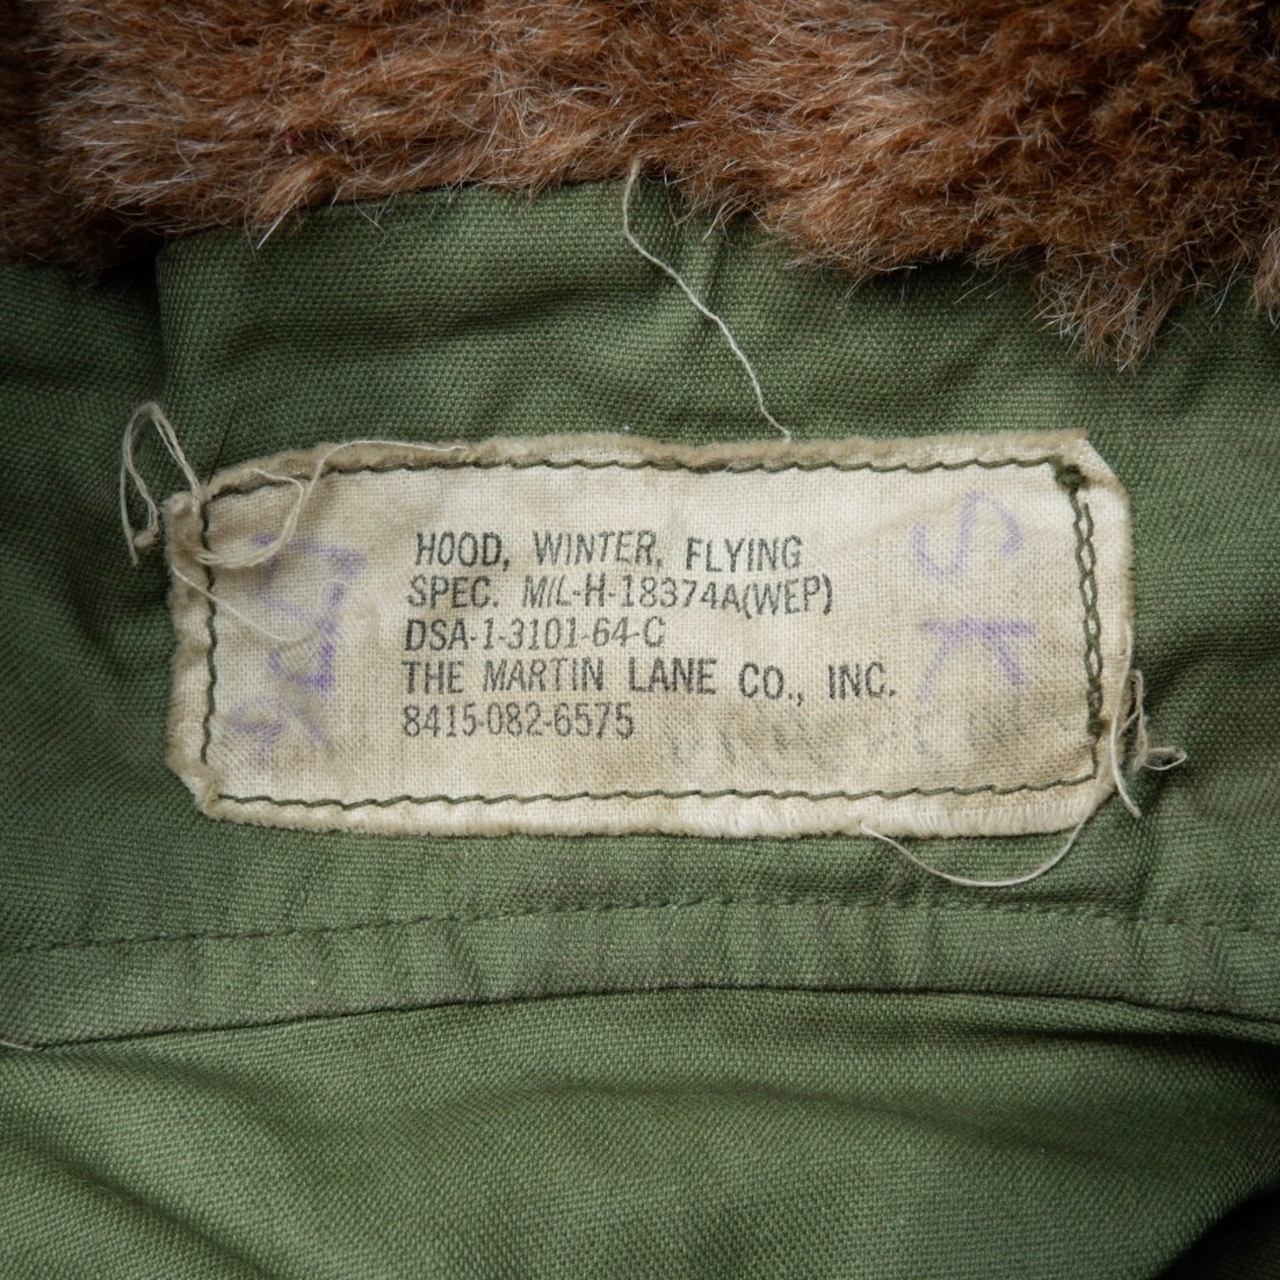 HOOD, WINTER, FLYING
SPEC. MIL-H-18374A(WEP)
DSA-1-3101-64-C
THE MARTIN LANE CO., INC.
8415-082-6575